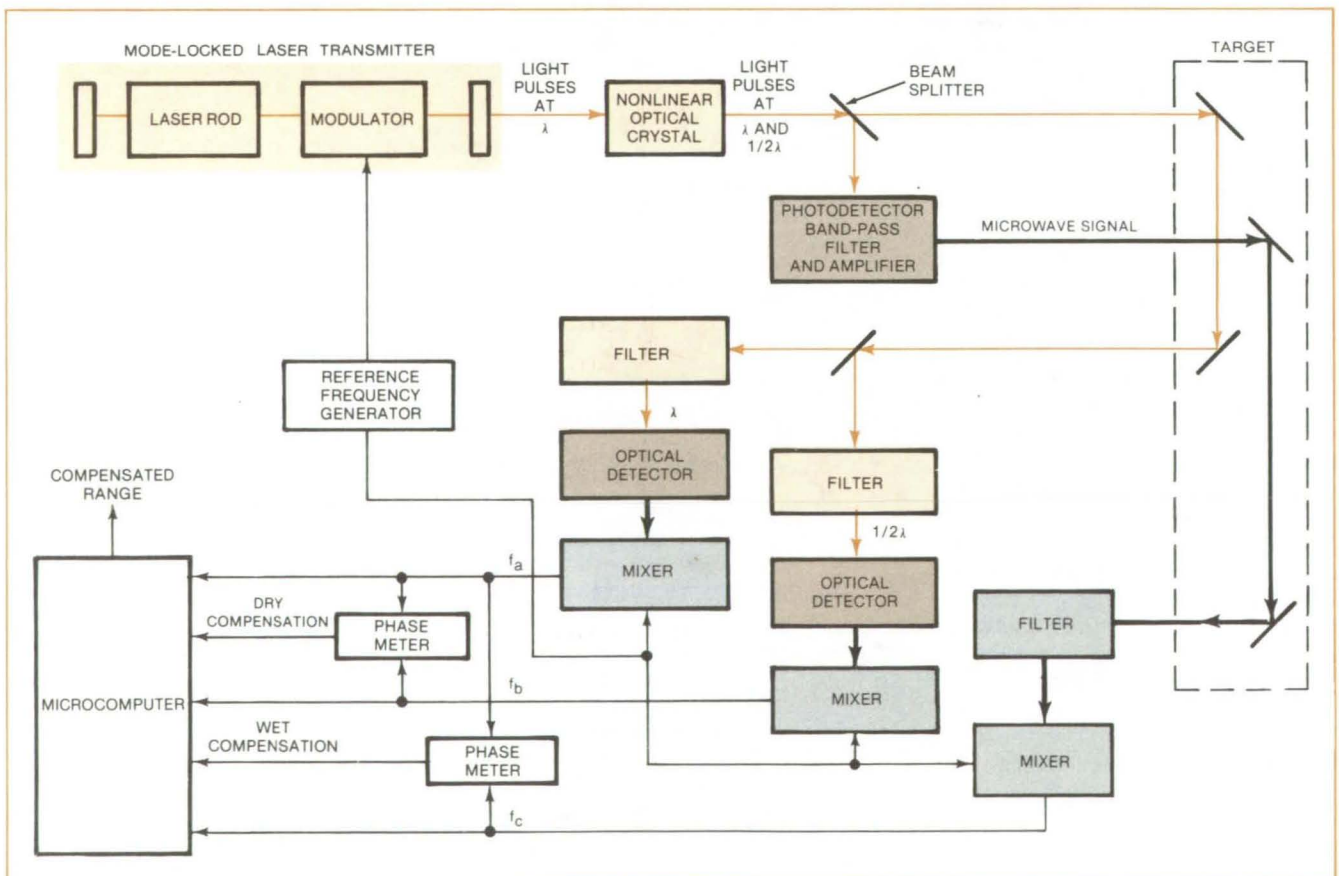 MODE-LOCKED LASER TRANSMITTER
LASER ROD
MODULATOR
LIGHT
PULSES
AT
λ
NONLINEAR
OPTICAL
CRYSTAL
LIGHT
PULSES
AT
λ AND
1/2λ
BEAM
SPLITTER
TARGET
PHOTODETECTOR
BAND-PASS
FILTER
AND AMPLIFIER
MICROWAVE SIGNAL
REFERENCE
FREQUENCY
GENERATOR
FILTER
λ
OPTICAL
DETECTOR
MIXER
FILTER
1/2λ
OPTICAL
DETECTOR
MIXER
FILTER
MIXER
COMPENSATED
RANGE
MICROCOMPUTER
fa
DRY
COMPENSATION
PHASE
METER
fb
WET
COMPENSATION
PHASE
METER
fc